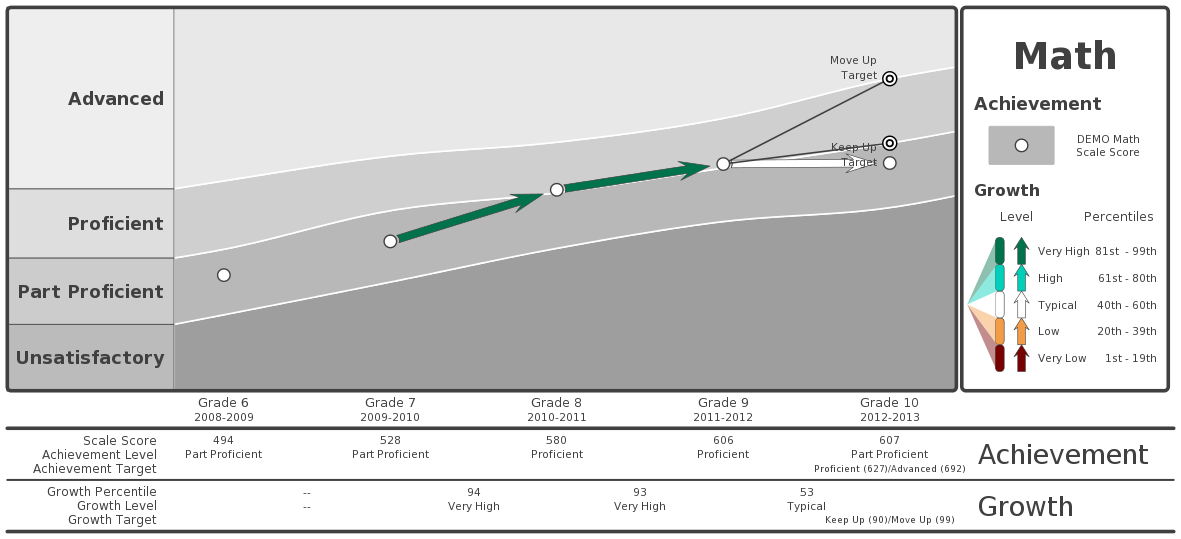 Advanced
Proficient
Part Proficient
Unsatisfactory
Move Up
Target
Keep Up
Target
Math
Achievement
DEMO Math
Scale Score
Growth
Level Percentiles
Very High 81st - 99th
High 61st - 80th
Typical 40th - 60th
Low 20th - 39th
Very Low 1st - 19th
Grade 6 Grade 7 Grade 8 Grade 9 Grade 10
2008-2009 2009-2010 2010-2011 2011-2012 2012-2013
Scale Score 494 528 580 606 607
Achievement Level Part Proficient Part Proficient Proficient Proficient Part Proficient
Achievement Target Proficient (627)/Advanced (692)
Achievement
Growth Percentile -- 94 93 53
Growth Level -- Very High Very High Typical
Growth Target Keep Up (90)/Move Up (99)
Growth